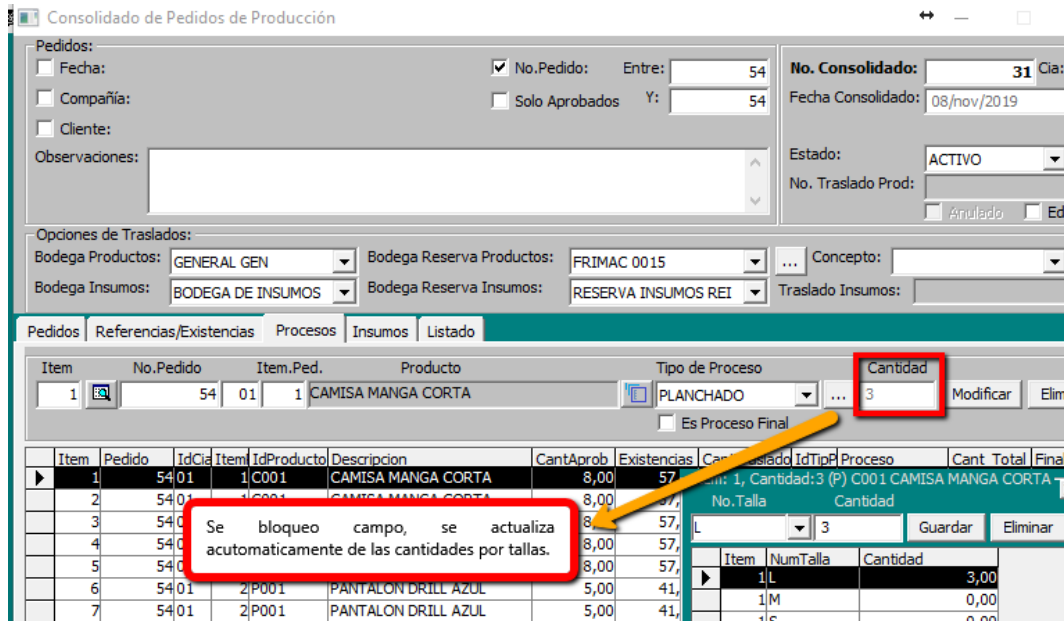 Consolidado de Pedidos de Producción
Pedidos:
Fecha:
No.Pedido: Entre: 54
No. Consolidado: 31 Cia:
Compañía:
Solo Aprobados Y: 54
Fecha Consolidado: 08/nov/2019
Cliente:
Observaciones:
Estado: ACTIVO
No. Traslado Prod:
Anulado Ed
Opciones de Traslados:
Bodega Productos: GENERAL GEN Bodega Reserva Productos: FRIMAC 0015 ... Concepto:
Bodega Insumos: BODEGA DE INSUMOS Bodega Reserva Insumos: RESERVA INSUMOS REI Traslado Insumos:
Pedidos Referencias/Existencias Procesos Insumos Listado
Item No.Pedido Item.Ped. Producto Tipo de Proceso Cantidad
1 54 01 1 CAMISA MANGA CORTA PLANCHADO ... 3 Modificar Elim
Es Proceso Final
Item Pedido IdCia ItemI IdProducto Descripcion CantAprob Existencias IdTipP Proceso Cant_Total Final
1 54 01 1 C001 CAMISA MANGA CORTA 8,00 57,
2 54 01 1 C001 CAMISA MANGA CORTA 8,00 57,
3 54 0 8,00 57,
4 54 0 8,00 57,
5 54 0 8,00 57,
6 54 01 2 P001 PANTALON DRILL AZUL 5,00 41,
7 54 01 2 P001 PANTALON DRILL AZUL 5,00 41,
Se bloqueo campo, se actualiza
acutomaticamente de las cantidades por tallas.
1, Cantidad:3 (P) C001 CAMISA MANGA CORTA
No.Talla Cantidad
L 3 Guardar Eliminar
Item NumTalla Cantidad
1 L 3,00
1 M 0,00